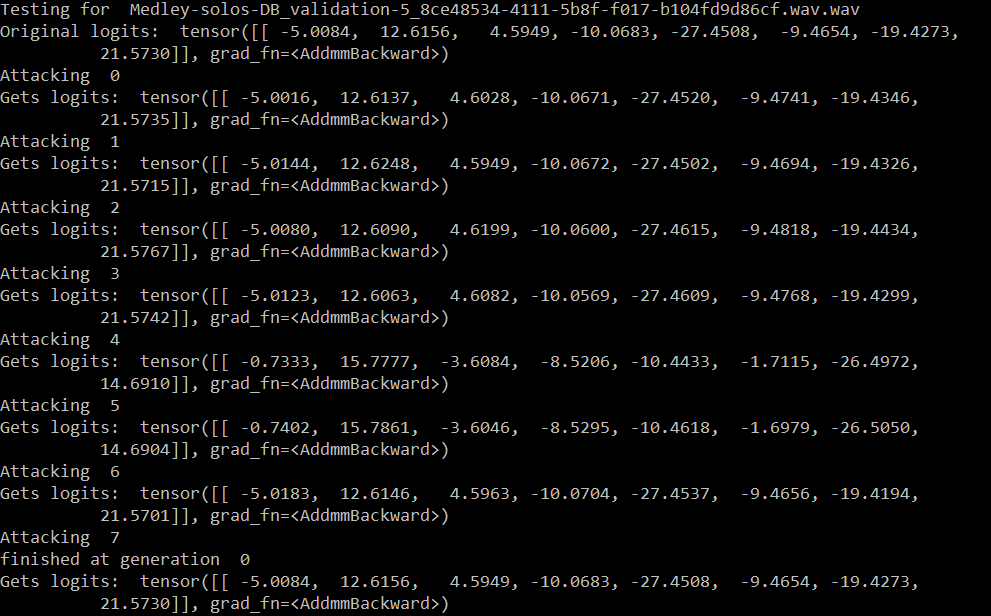 Testing for  Medley-solos-DB_validation-5_8ce48534-4111-5b8f-f017-b104fd9d86cf.wav.wav
Original logits:  tensor([[ -5.0084,  12.6156,   4.5949, -10.0683, -27.4508,  -9.4654, -19.4273,
          21.5730]], grad_fn=<AddmmBackward>)
Attacking  0
Gets logits:  tensor([[ -5.0016,  12.6137,   4.6028, -10.0671, -27.4520,  -9.4741, -19.4346,
          21.5735]], grad_fn=<AddmmBackward>)
Attacking  1
Gets logits:  tensor([[ -5.0144,  12.6248,   4.5949, -10.0672, -27.4502,  -9.4694, -19.4326,
          21.5715]], grad_fn=<AddmmBackward>)
Attacking  2
Gets logits:  tensor([[ -5.0080,  12.6090,   4.6199, -10.0600, -27.4615,  -9.4818, -19.4434,
          21.5767]], grad_fn=<AddmmBackward>)
Attacking  3
Gets logits:  tensor([[ -5.0123,  12.6063,   4.6082, -10.0569, -27.4609,  -9.4768, -19.4299,
          21.5742]], grad_fn=<AddmmBackward>)
Attacking  4
Gets logits:  tensor([[ -0.7333,  15.7777,  -3.6084,  -8.5206, -10.4433,  -1.7115, -26.4972,
          14.6910]], grad_fn=<AddmmBackward>)
Attacking  5
Gets logits:  tensor([[ -0.7402,  15.7861,  -3.6046,  -8.5295, -10.4618,  -1.6979, -26.5050,
          14.6904]], grad_fn=<AddmmBackward>)
Attacking  6
Gets logits:  tensor([[ -5.0183,  12.6146,   4.5963, -10.0704, -27.4537,  -9.4656, -19.4194,
          21.5701]], grad_fn=<AddmmBackward>)
Attacking  7
finished at generation  0
Gets logits:  tensor([[ -5.0084,  12.6156,   4.5949, -10.0683, -27.4508,  -9.4654, -19.4273,
          21.5730]], grad_fn=<AddmmBackward>)